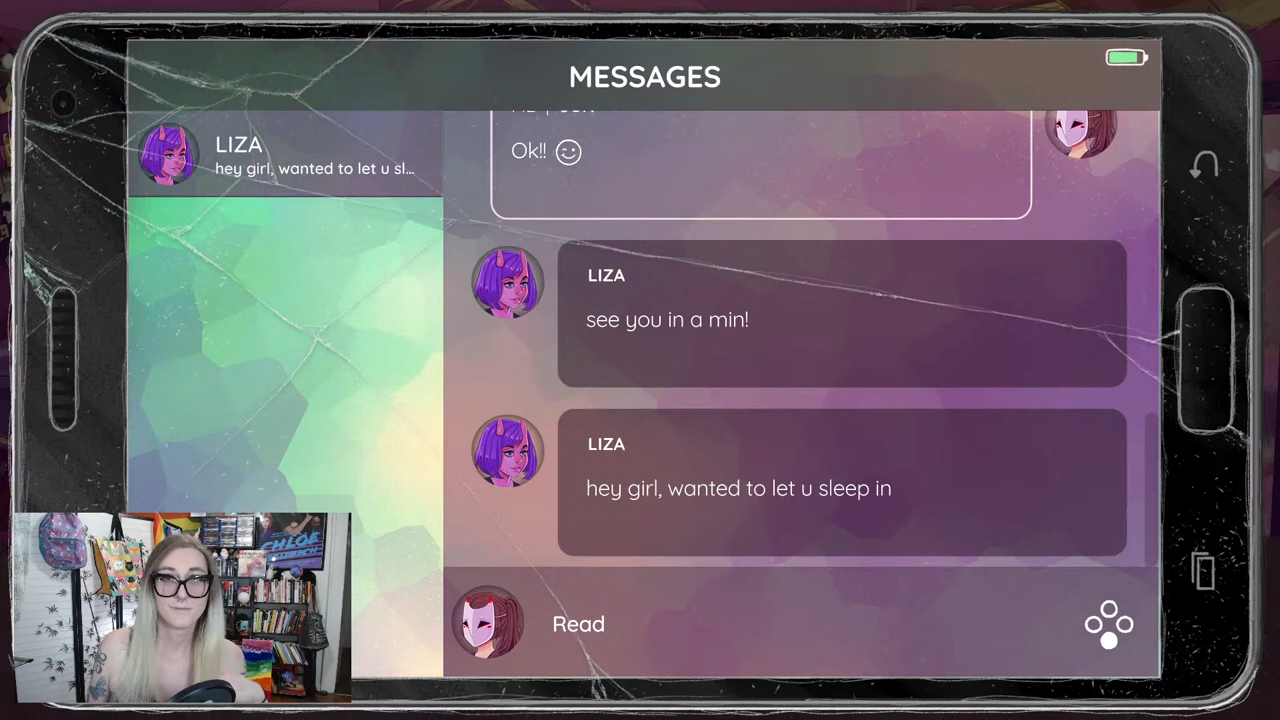 MESSAGES
LIZA
hey girl, wanted to let u sl...
Ok!!
LIZA
see you in a min!
LIZA
hey girl, wanted to let u sleep in
Read
CHLOE